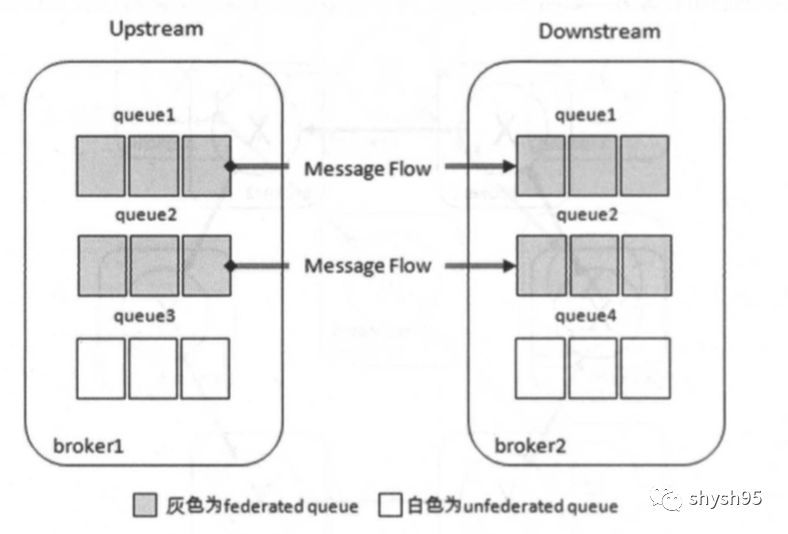 Upstream
Downstream
queue1
queue1
Message Flow
queue2
queue2
Message Flow
queue3
queue4
broker1
broker2
灰色为federated queue
白色为unfederated queue
shysh95